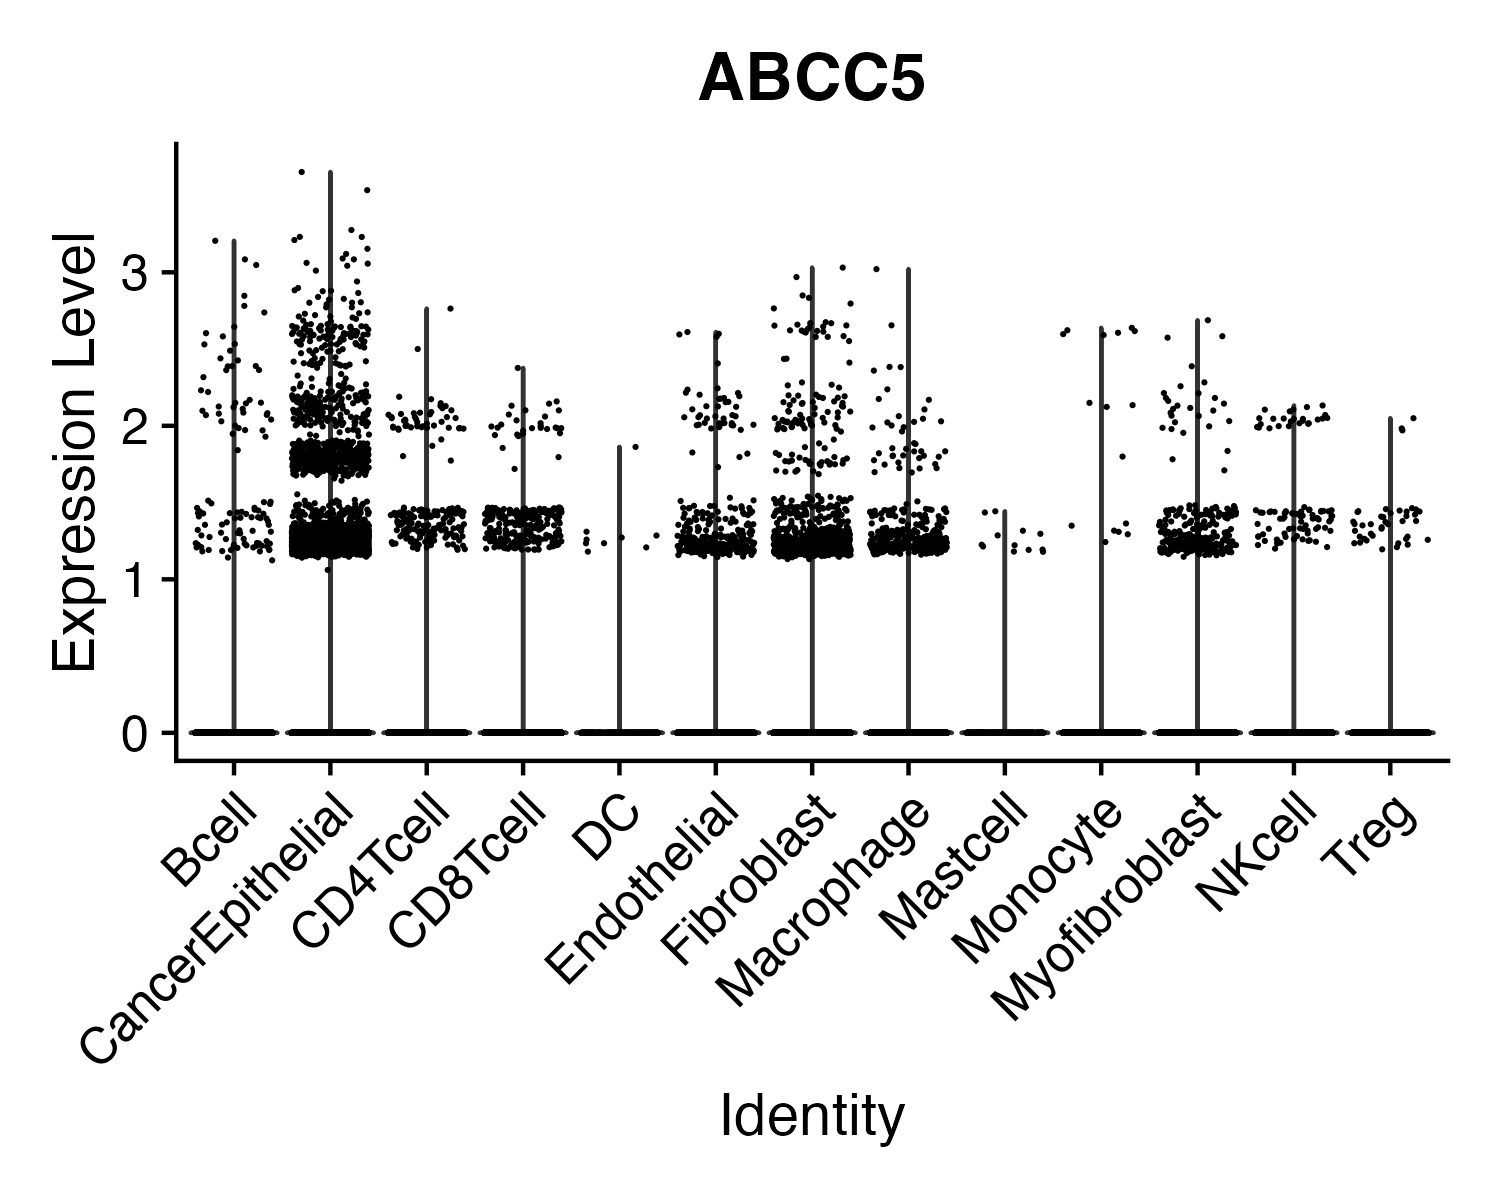 ABCC5
Expression Level
3
2
1
0
Bcell
CancerEpithelial
CD4Tcell
CD8Tcell
DC
Endothelial
Fibroblast
Macrophage
Mastcell
Monocyte
Myofibroblast
NKcell
Treg
Identity